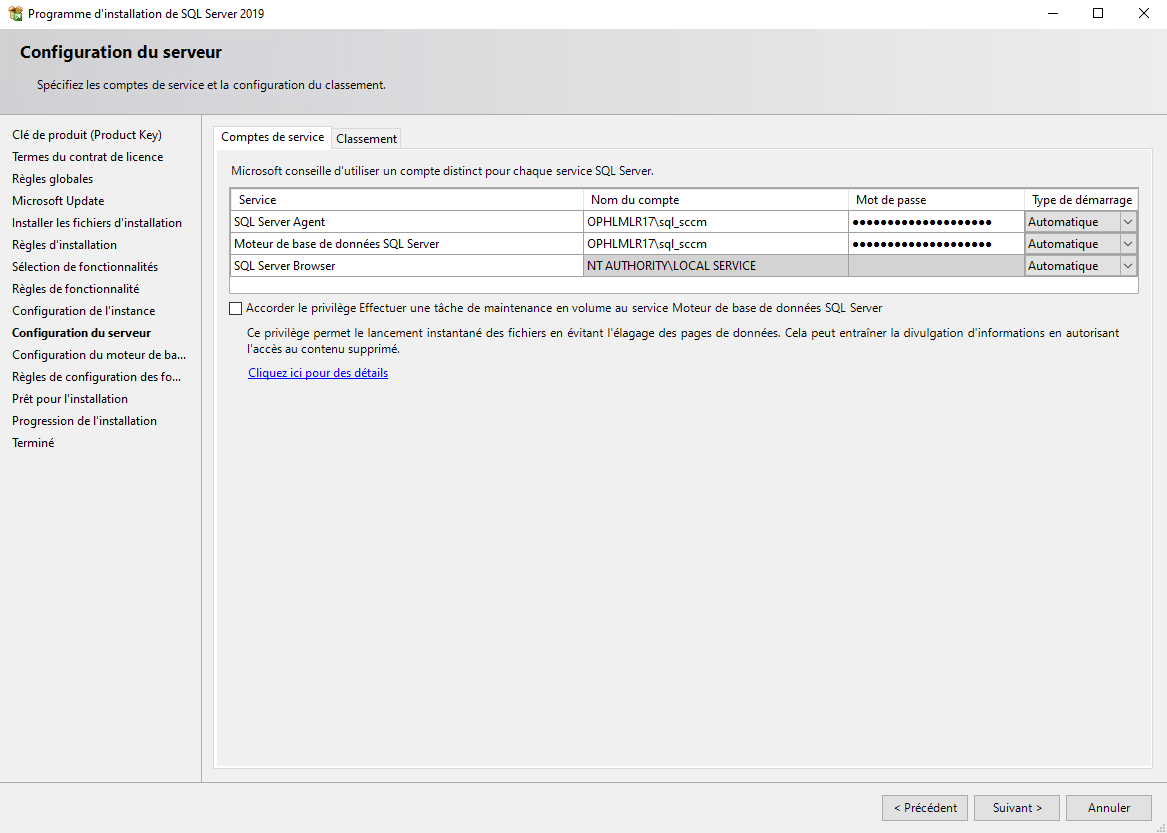 Programme d'installation de SQL Server 2019
Configuration du serveur
Spécifiez les comptes de service et la configuration du classement.
Clé de produit (Product Key)
Termes du contrat de licence
Règles globales
Microsoft Update
Installer les fichiers d'installation
Règles d'installation
Sélection de fonctionnalités
Règles de fonctionnalité
Configuration de l'instance
Configuration du serveur
Configuration du moteur de ba...
Règles de configuration des fo...
Prêt pour l'installation
Progression de l'installation
Terminé
Comptes de service Classement
Microsoft conseille d'utiliser un compte distinct pour chaque service SQL Server.
Service Nom du compte Mot de passe Type de démarrage
SQL Server Agent OPHLMLR17\sql_sccm ●●●●●●●●●●●●●●●●●●●● Automatique
Moteur de base de données SQL Server OPHLMLR17\sql_sccm ●●●●●●●●●●●●●●●●●●●● Automatique
SQL Server Browser NT AUTHORITY\LOCAL SERVICE Automatique
Accorder le privilège Effectuer une tâche de maintenance en volume au service Moteur de base de données SQL Server
Ce privilège permet le lancement instantané des fichiers en évitant l'élagage des pages de données. Cela peut entraîner la divulgation d'informations en autorisant
l'accès au contenu supprimé.
Cliquez ici pour des détails
< Précédent Suivant > Annuler